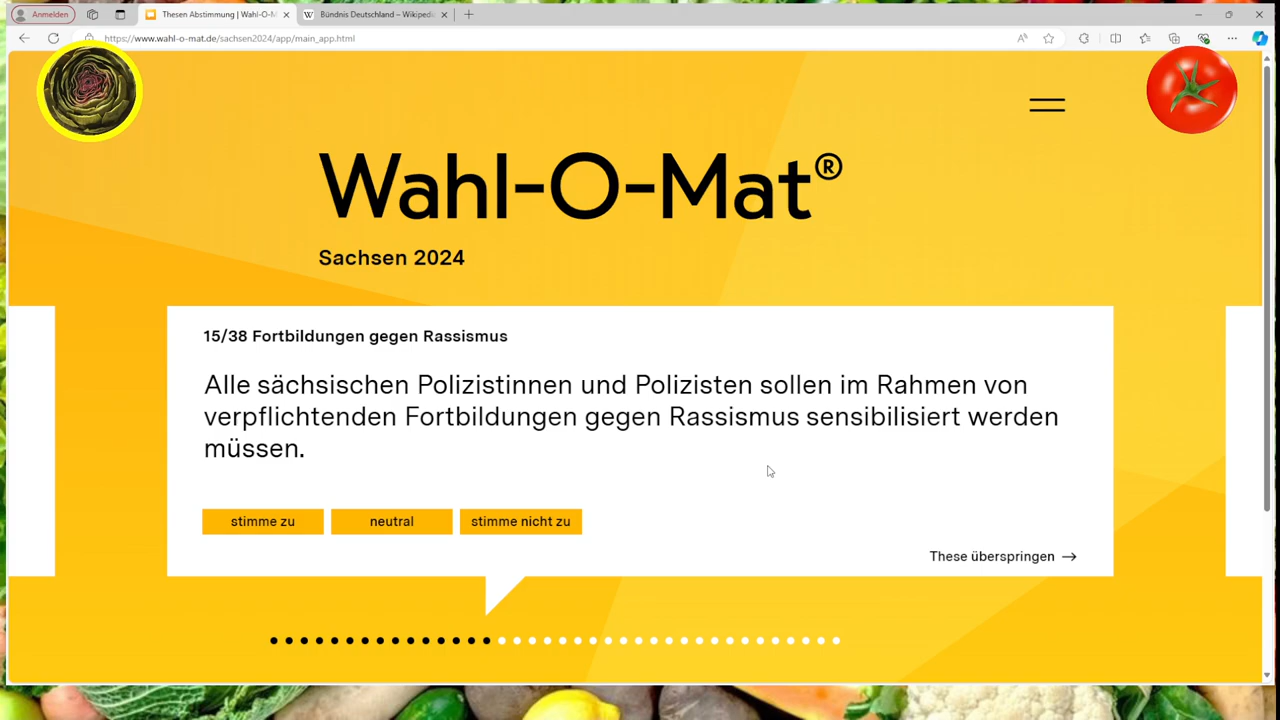 Anmelden
Thesen Abstimmung | Wahl-O-M
Bündnis Deutschland – Wikipedi
https://www.wahl-o-mat.de/sachsen2024/app/main_app.html
Wahl-O-Mat®
Sachsen 2024
15/38 Fortbildungen gegen Rassismus
Alle sächsischen Polizistinnen und Polizisten sollen im Rahmen von
verpflichtenden Fortbildungen gegen Rassismus sensibilisiert werden
müssen.
stimme zu
neutral
stimme nicht zu
These überspringen →